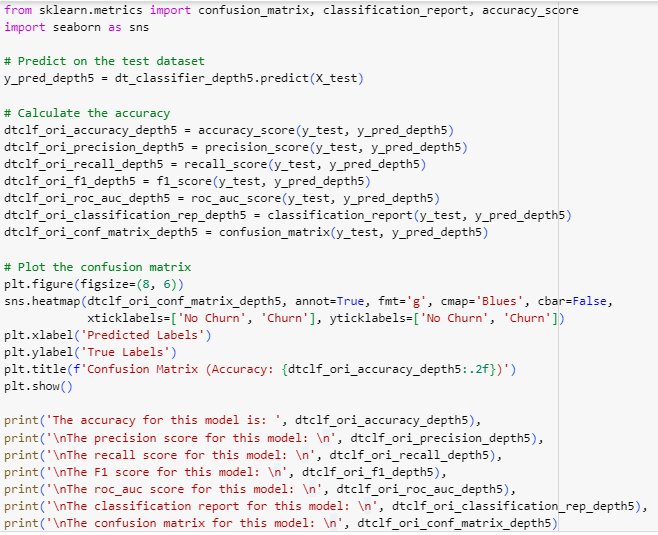 from sklearn.metrics import confusion_matrix, classification_report, accuracy_score
import seaborn as sns

# Predict on the test dataset
y_pred_depth5 = dt_classifier_depth5.predict(X_test)

# Calculate the accuracy
dtclf_ori_accuracy_depth5 = accuracy_score(y_test, y_pred_depth5)
dtclf_ori_precision_depth5 = precision_score(y_test, y_pred_depth5)
dtclf_ori_recall_depth5 = recall_score(y_test, y_pred_depth5)
dtclf_ori_f1_depth5 = f1_score(y_test, y_pred_depth5)
dtclf_ori_roc_auc_depth5 = roc_auc_score(y_test, y_pred_depth5)
dtclf_ori_classification_rep_depth5 = classification_report(y_test, y_pred_depth5)
dtclf_ori_conf_matrix_depth5 = confusion_matrix(y_test, y_pred_depth5)

# Plot the confusion matrix
plt.figure(figsize=(8, 6))
sns.heatmap(dtclf_ori_conf_matrix_depth5, annot=True, fmt='g', cmap='Blues', cbar=False,
            xticklabels=['No Churn', 'Churn'], yticklabels=['No Churn', 'Churn'])
plt.xlabel('Predicted Labels')
plt.ylabel('True Labels')
plt.title(f'Confusion Matrix (Accuracy: {dtclf_ori_accuracy_depth5:.2f})')
plt.show()

print('The accuracy for this model is: ', dtclf_ori_accuracy_depth5),
print('\nThe precision score for this model: \n', dtclf_ori_precision_depth5),
print('\nThe recall score for this model: \n', dtclf_ori_recall_depth5),
print('\nThe F1 score for this model: \n', dtclf_ori_f1_depth5),
print('\nThe roc_auc score for this model: \n', dtclf_ori_roc_auc_depth5),
print('\nThe classification report for this model: \n', dtclf_ori_classification_rep_depth5),
print('\nThe confusion matrix for this model: \n', dtclf_ori_conf_matrix_depth5)